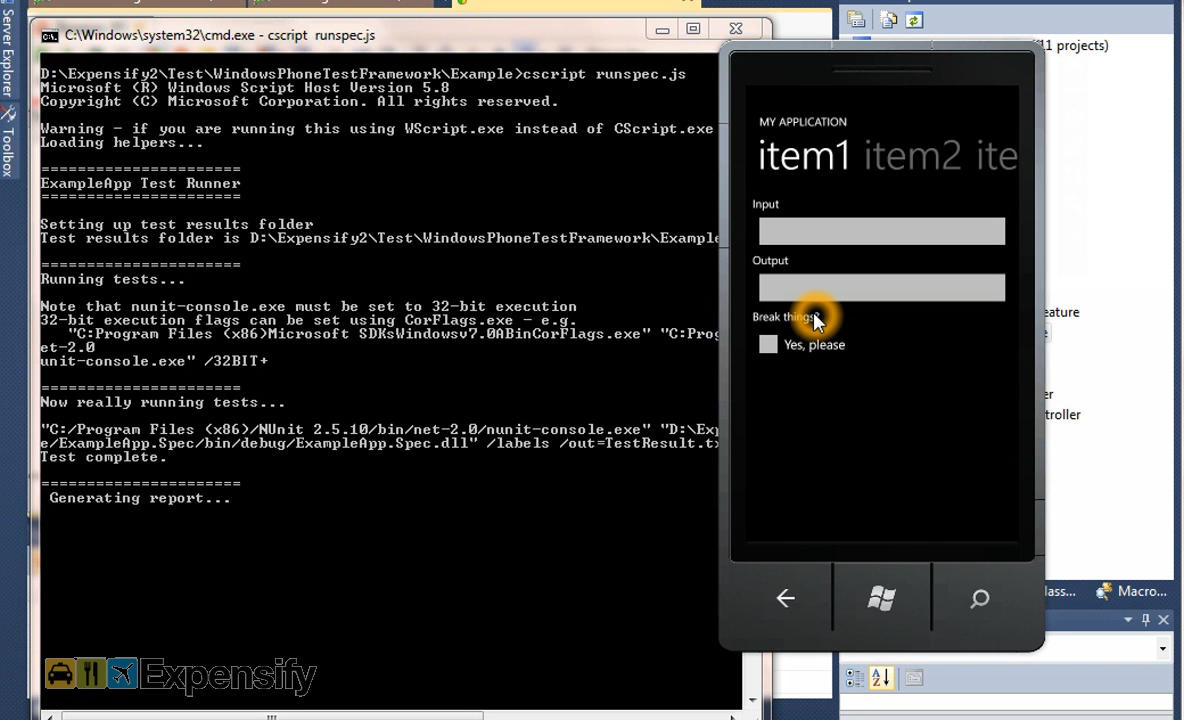 C:\Windows\system32\cmd.exe - cscript  runspec.js
D:\Expensify2\Test\WindowsPhoneTestFramework\Example>cscript runspec.js
Microsoft (R) Windows Script Host Version 5.8
Copyright (C) Microsoft Corporation. All rights reserved.
Warning - if you are running this using WScript.exe instead of CScript.exe
Loading helpers...
=====================
ExampleApp Test Runner
=====================
Setting up test results folder
Test results folder is D:\Expensify2\Test\WindowsPhoneTestFramework\Example
=====================
Running tests...
Note that nunit-console.exe must be set to 32-bit execution
32-bit execution flags can be set using CorFlags.exe - e.g.
"C:Program Files (x86)Microsoft SDKsWindowsv7.0ABinCorFlags.exe" "C:Prog
et-2.0
unit-console.exe" /32BIT+
=====================
Now really running tests...
"C:/Program Files (x86)/NUnit 2.5.10/bin/net-2.0/nunit-console.exe" "D:\Exp
e/ExampleApp.Spec/bin/debug/ExampleApp.Spec.dll" /labels /out=TestResult.tx
Test complete.
=====================
Generating report...
MY APPLICATION
item1 item2 ite
Input
Output
Break things?
Yes, please
Server Explorer
Toolbox
11 projects)
eature
er
troller
lass...
Macro...
Expensify